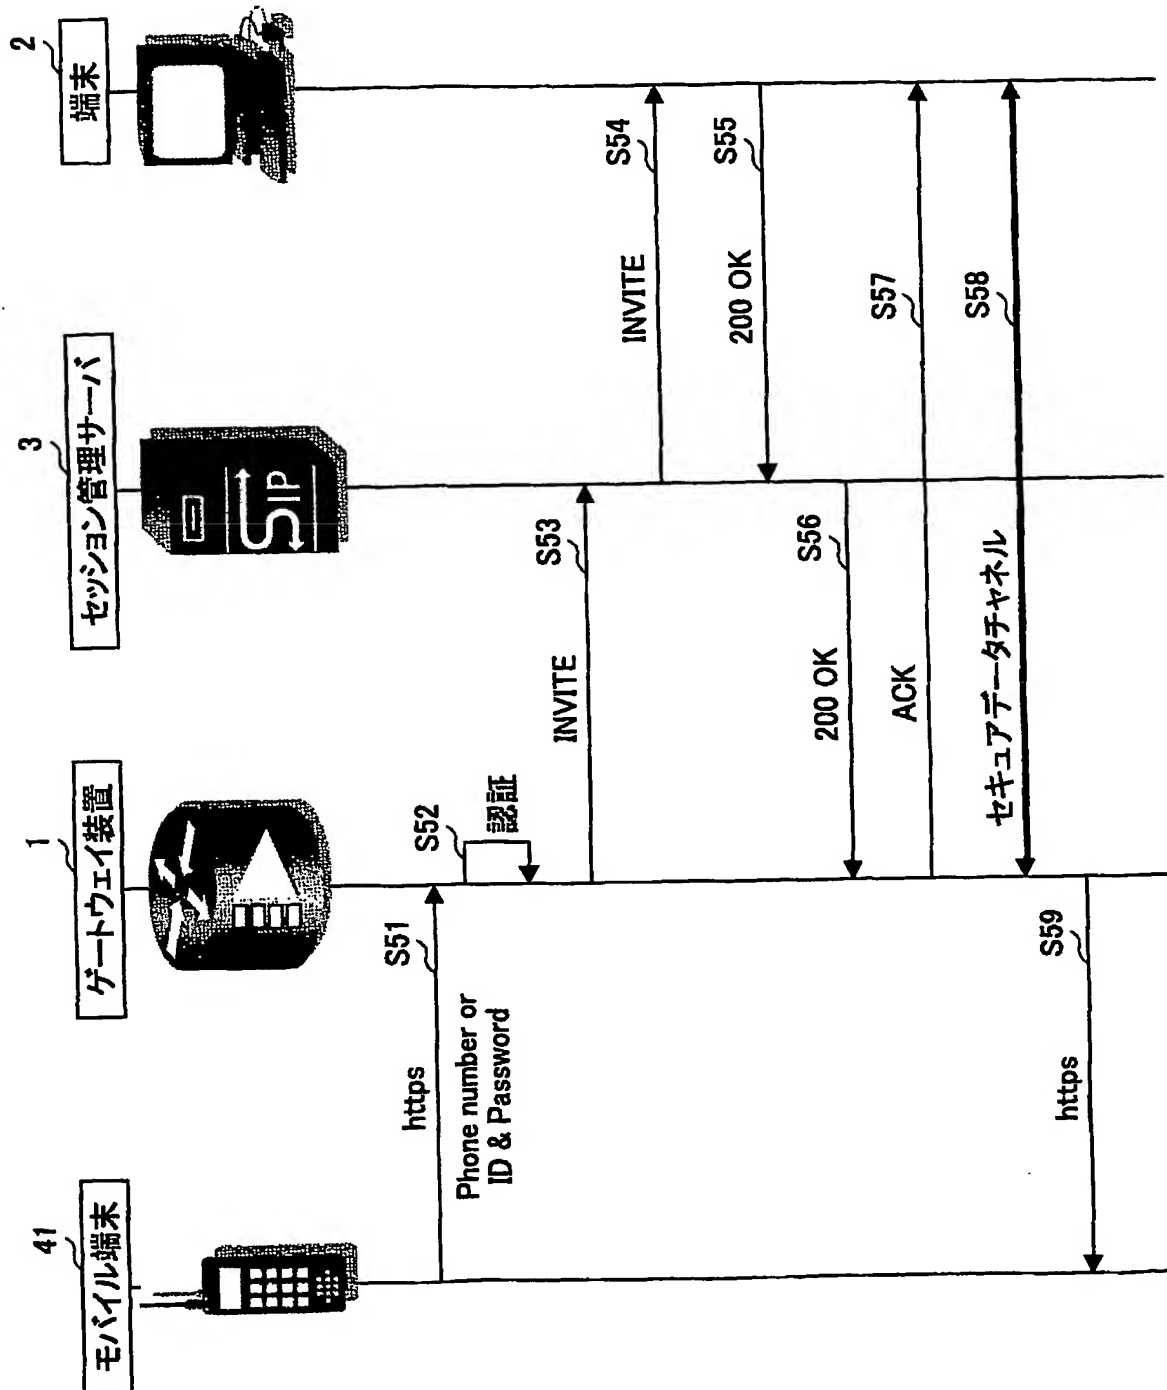 41
モバイル端末
1
ゲートウェイ装置
3
セッション管理サーバ
2
端末
SIP
https
S51
Phone number or
ID & Password
S52
認証
INVITE
S53
INVITE
S54
200 OK
S55
200 OK
S56
ACK
S57
セキュアデータチャネル
S58
https
S59